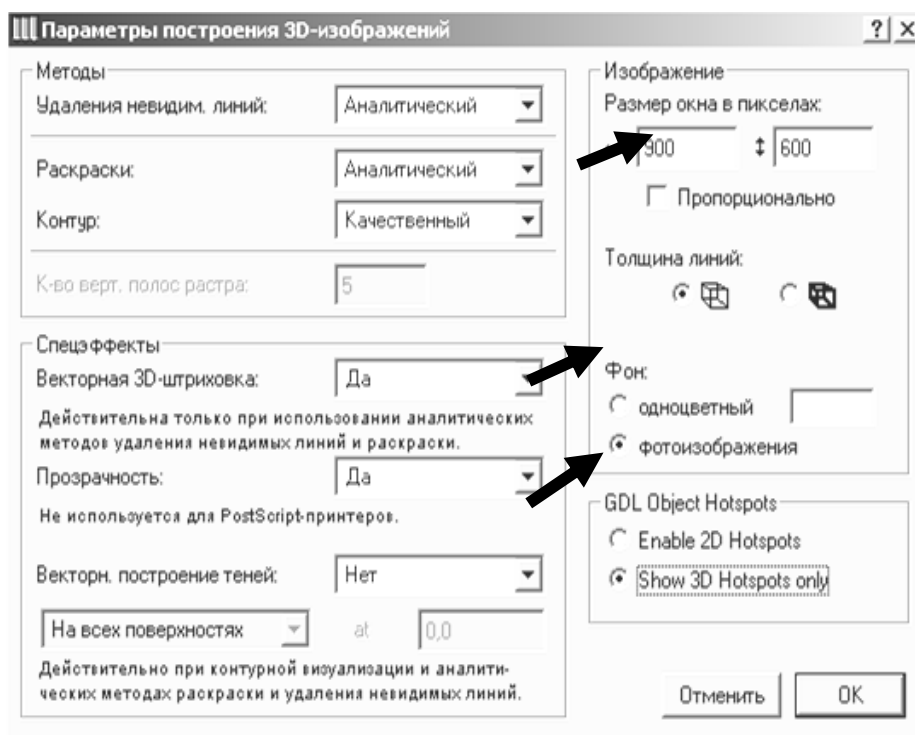 Параметры построения 3D-изображений
Методы
Удаления невидим. линий: Аналитический
Раскраски: Аналитический
Контур: Качественный
К-во верт. полос растра: 5
Спецэффекты
Векторная 3D-штриховка: Да
Действительна только при использовании аналитических
методов удаления невидимых линий и раскраски.
Прозрачность: Да
Не используется для PostScript-принтеров.
Векторн. построение теней: Нет
На всех поверхностях at 0,0
Действительно при контурной визуализации и аналити-
ческих методах раскраски и удаления невидимых линий.
Изображение
Размер окна в пикселах:
900 600
Пропорционально
Толщина линий:
Фон:
одноцветный
фотоизображения
GDL Object Hotspots
Enable 2D Hotspots
Show 3D Hotspots only
Отменить OK